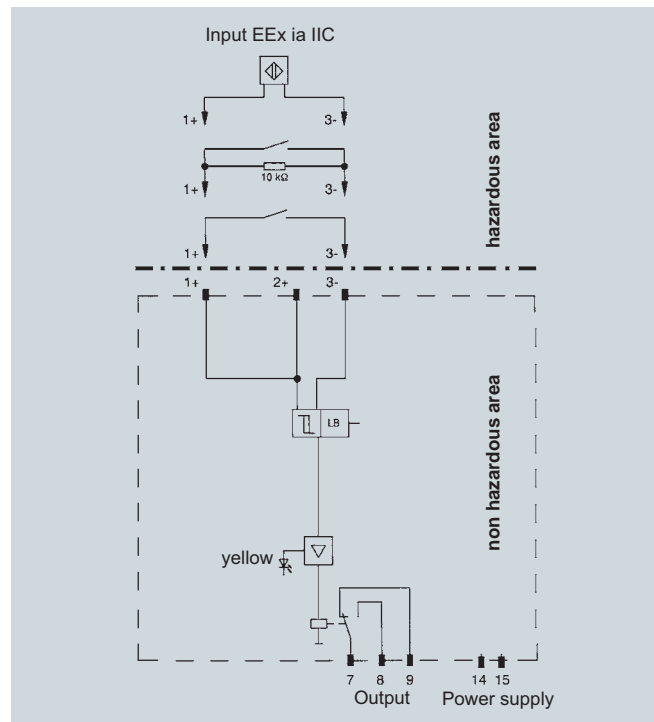 Input EEx ia IIC
1+ 3-
10 kΩ
1+ 3-
1+ 3-
hazardous area
1+ 2+ 3-
LB
non hazardous area
yellow
7 8 9 14 15
Output Power supply